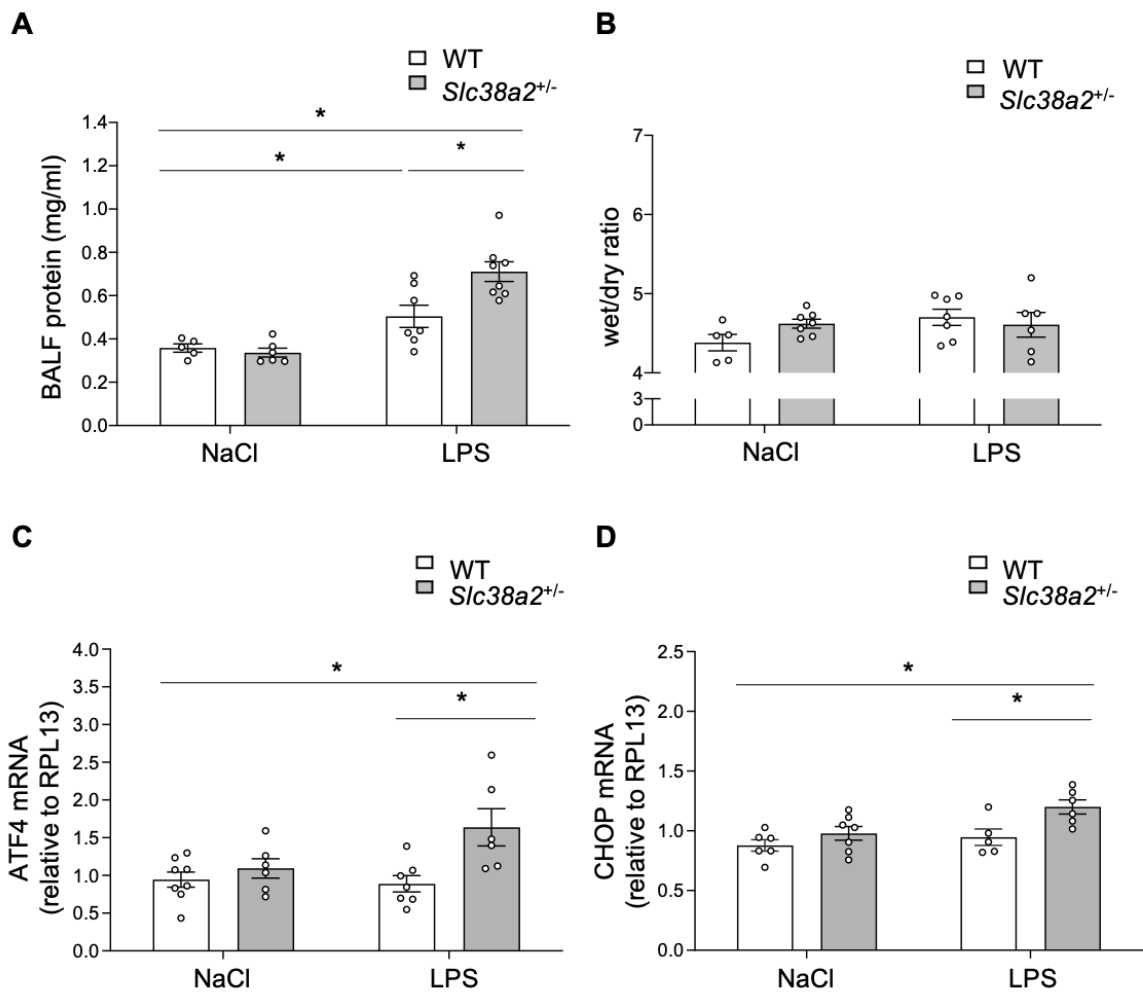 A
WT
Slc38a2+/-
*
*
*
BALF protein (mg/ml)
1.4
1.2
1.0
0.8
0.6
0.4
0.2
0.0
NaCl
LPS
B
WT
Slc38a2+/-
wet/dry ratio
7
6
5
4
3
0
NaCl
LPS
C
WT
Slc38a2+/-
*
*
ATF4 mRNA
(relative to RPL13)
4.0
3.5
3.0
2.5
2.0
1.5
1.0
0.5
0.0
NaCl
LPS
D
WT
Slc38a2+/-
*
*
CHOP mRNA
(relative to RPL13)
2.5
2.0
1.5
1.0
0.5
0.0
NaCl
LPS